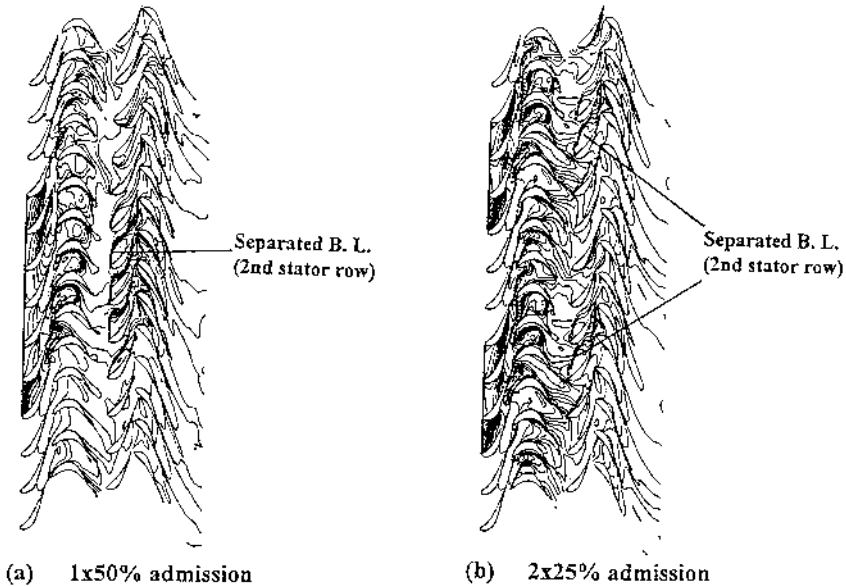 Separated B. L.
(2nd stator row)
Separated B. L.
(2nd stator row)
(a) 1x50% admission
(b) 2x25% admission